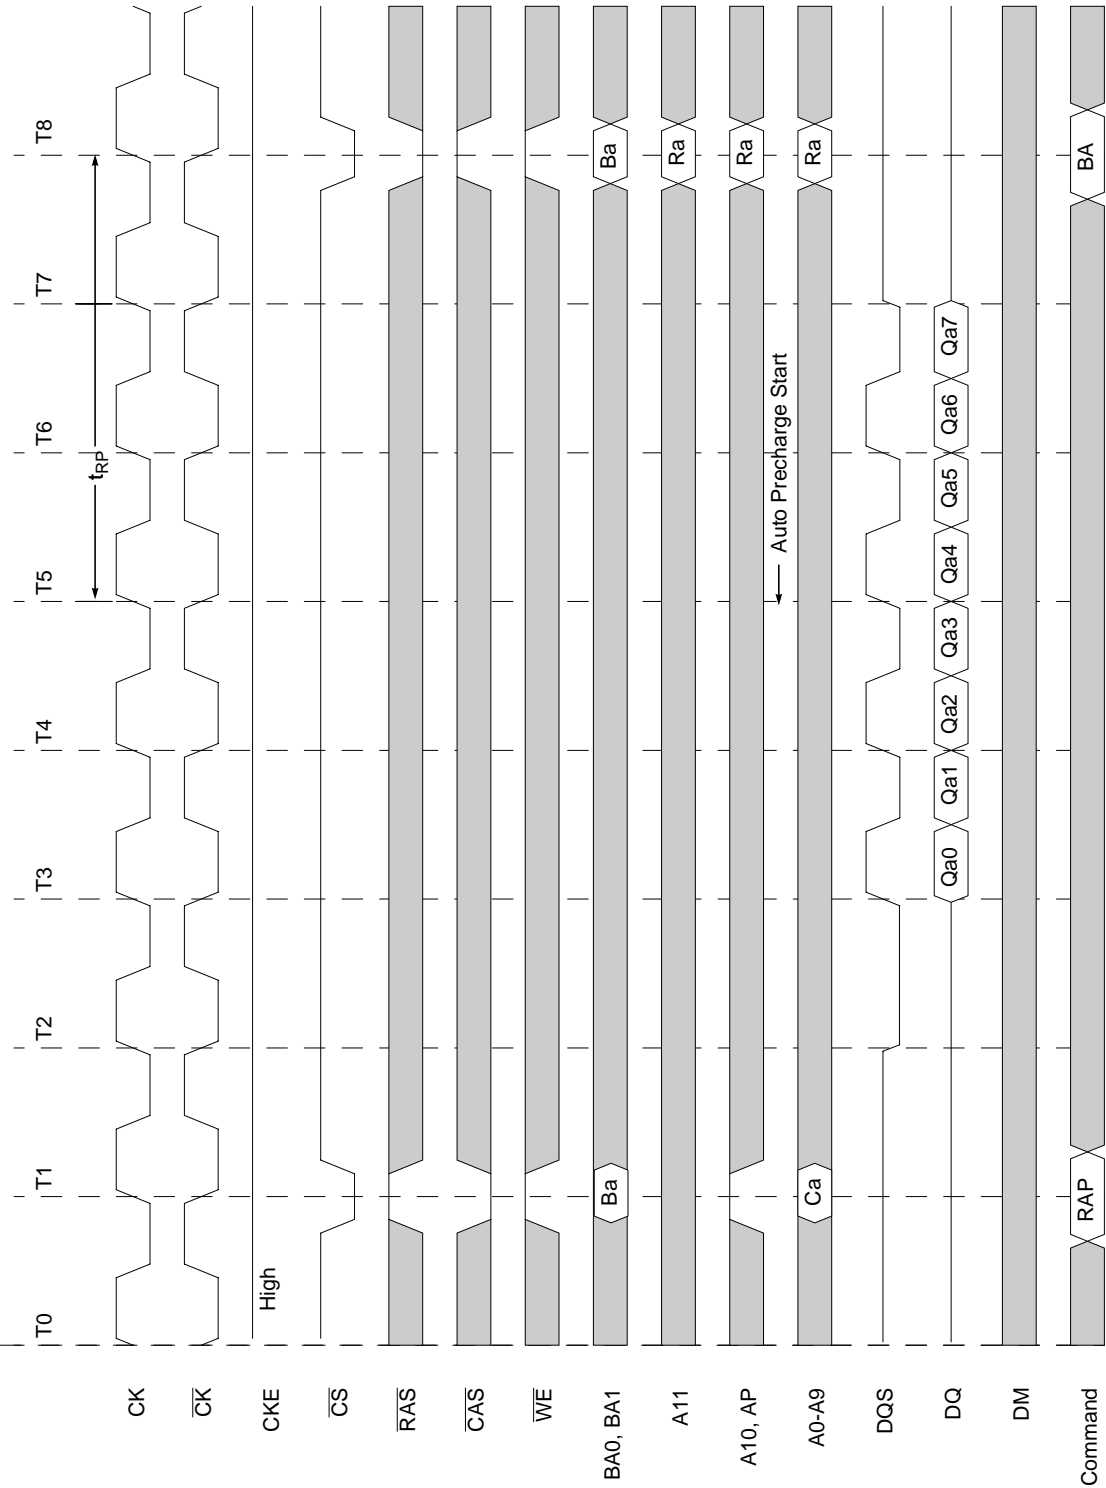 T0 T1 T2 T3 T4 T5 T6 T7 T8
tRP
CK
CK
CKE High
CS
RAS
CAS
WE
BA0, BA1 Ba Ba
A11 Ra
A10, AP Ra
Auto Precharge Start
A0-A9 Ca Ra
DQS
DQ Qa0 Qa1 Qa2 Qa3 Qa4 Qa5 Qa6 Qa7
DM
Command RAP BA